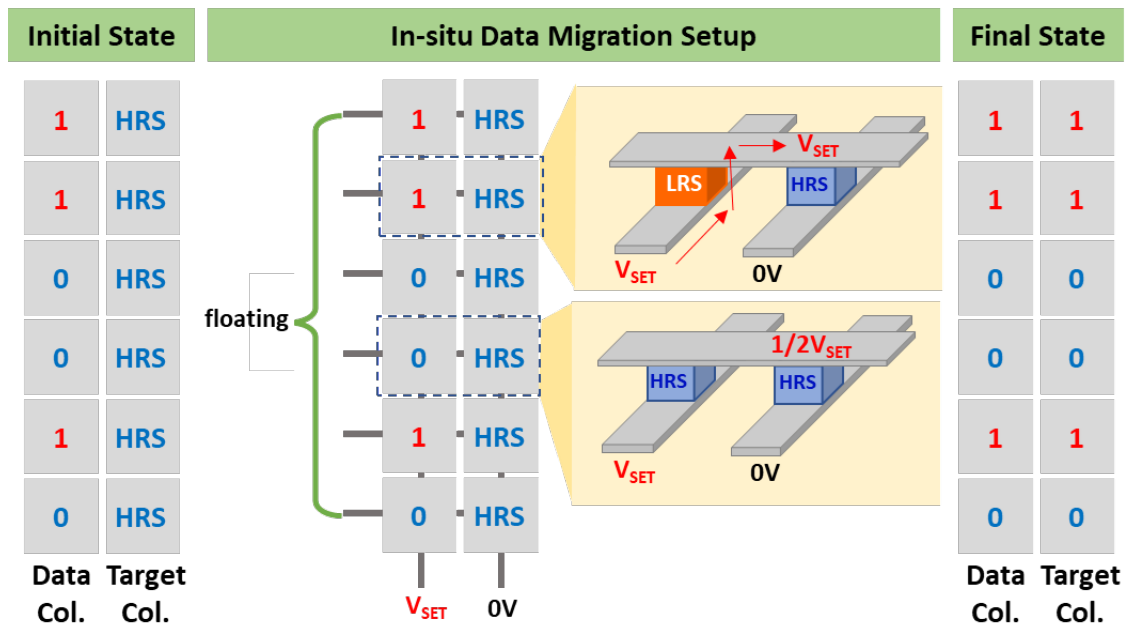 Initial State
In-situ Data Migration Setup
Final State
1 HRS
1 HRS
0 HRS
0 HRS
1 HRS
0 HRS
Data Target
Col. Col.
floating
1 HRS
1 HRS
0 HRS
0 HRS
1 HRS
0 HRS
VSET 0V
VSET
LRS HRS
VSET 0V
1/2VSET
HRS HRS
VSET 0V
1 1
1 1
0 0
0 0
1 1
0 0
Data Target
Col. Col.